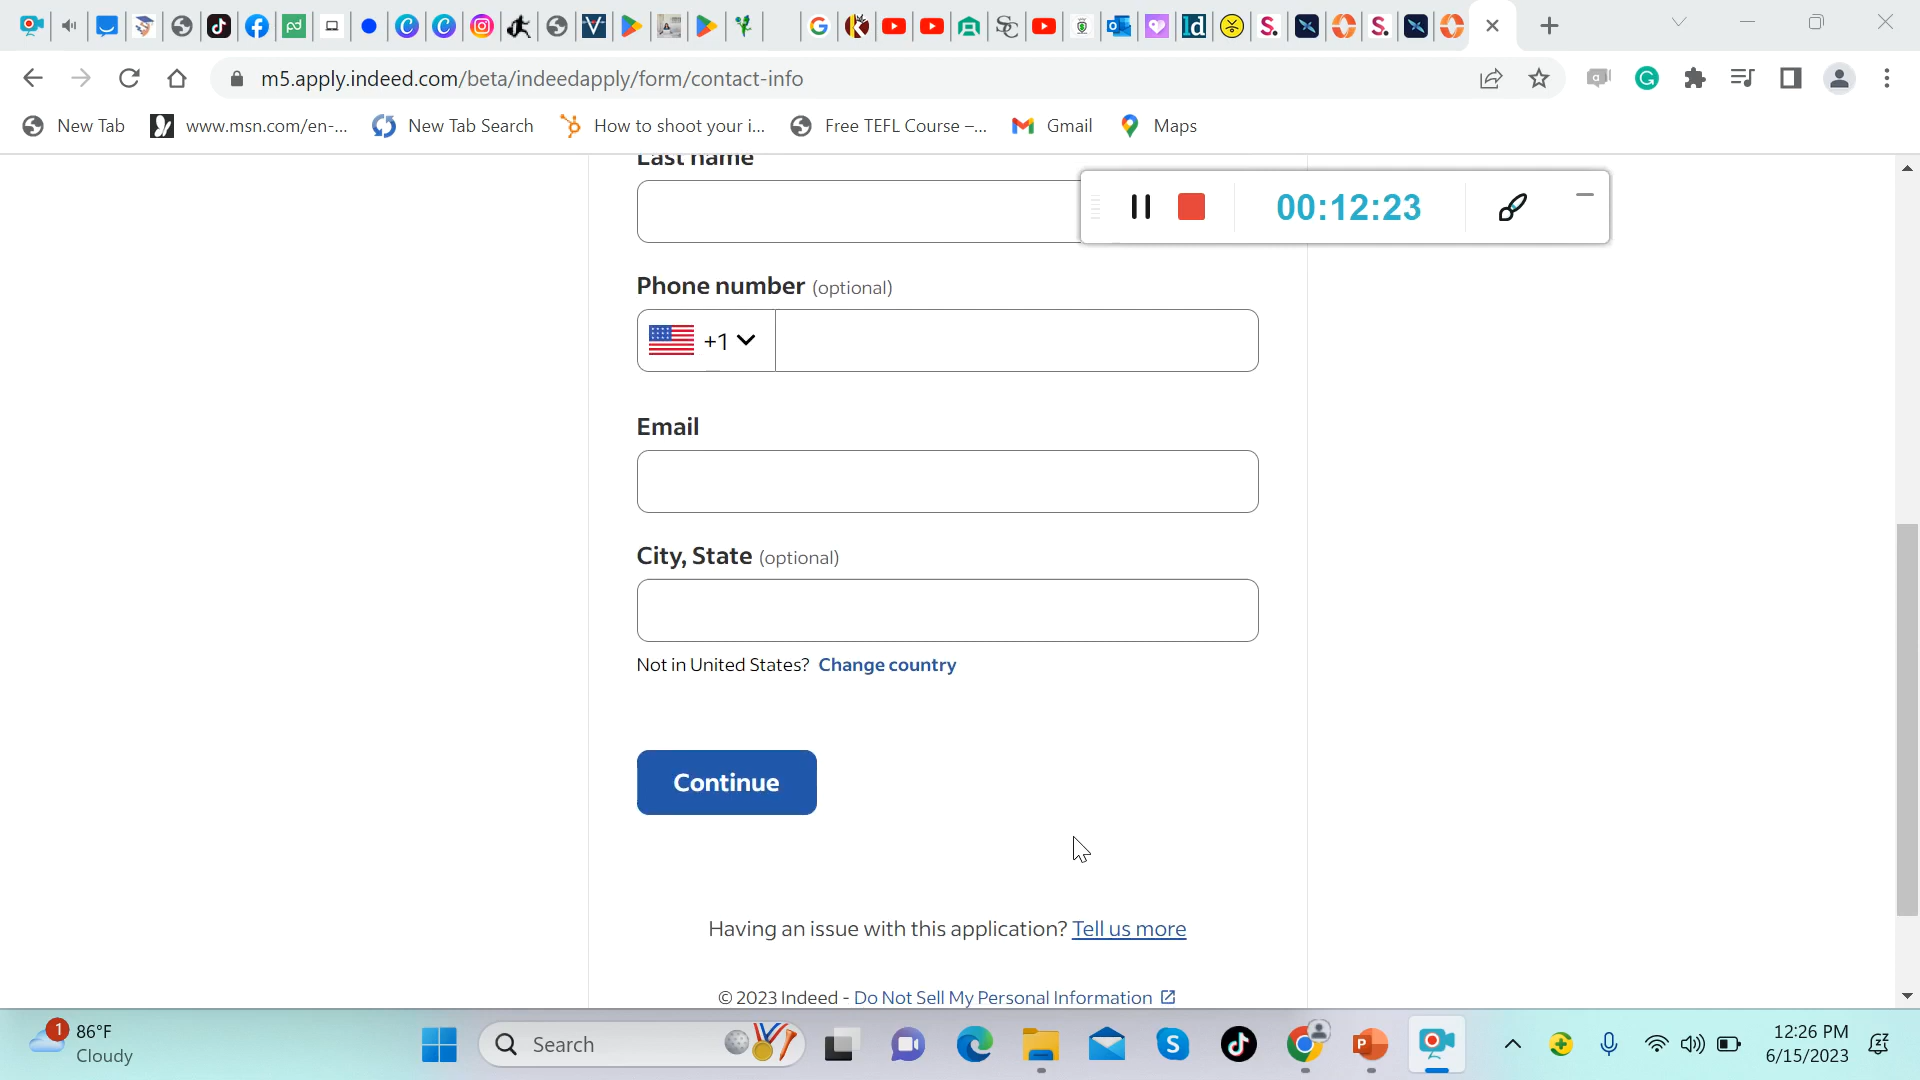 m5.apply.indeed.com/beta/indeedapply/form/contact-info
New Tab www.msn.com/en-... New Tab Search How to shoot your i... Free TEFL Course –... Gmail Maps
Last name
00:12:23
Phone number (optional)
+1
Email
City, State (optional)
Not in United States? Change country
Continue
Having an issue with this application? Tell us more
© 2023 Indeed - Do Not Sell My Personal Information
1 86°F
Cloudy
Search
12:26 PM
6/15/2023